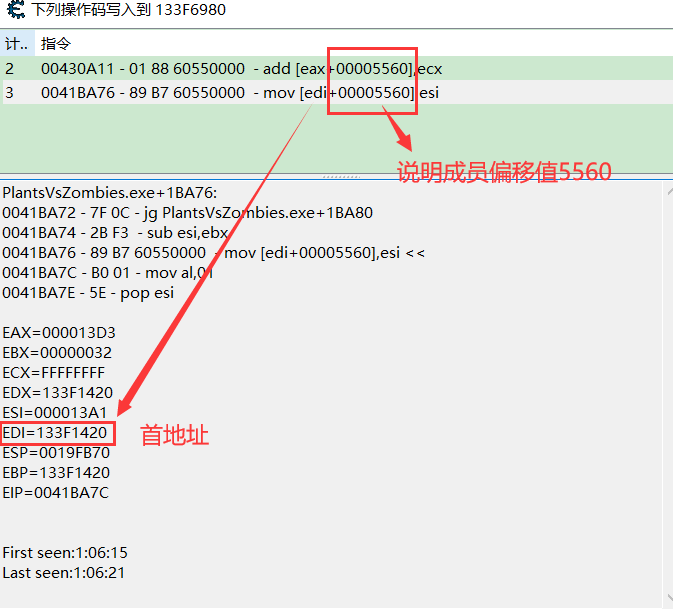 下列操作码写入到 133F6980
计.. 指令
2 00430A11 - 01 88 60550000 - add [eax+00005560],ecx
3 0041BA76 - 89 B7 60550000 - mov [edi+00005560],esi
说明成员偏移值5560
PlantsVsZombies.exe+1BA76:
0041BA72 - 7F 0C - jg PlantsVsZombies.exe+1BA80
0041BA74 - 2B F3 - sub esi,ebx
0041BA76 - 89 B7 60550000 - mov [edi+00005560],esi <<
0041BA7C - B0 01 - mov al,01
0041BA7E - 5E - pop esi
EAX=000013D3
EBX=00000032
ECX=FFFFFFFF
EDX=133F1420
ESI=000013A1
EDI=133F1420 首地址
ESP=0019FB70
EBP=133F1420
EIP=0041BA7C
First seen:1:06:15
Last seen:1:06:21